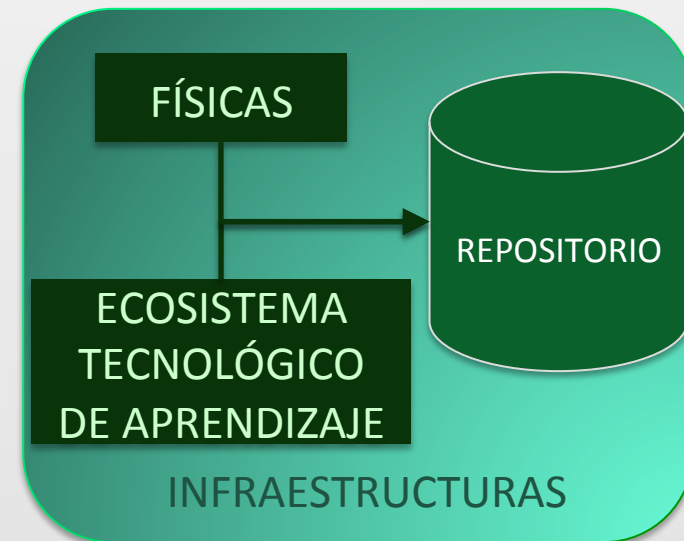 FÍSICAS
REPOSITORIO
ECOSISTEMA
TECNOLÓGICO
DE APRENDIZAJE
INFRAESTRUCTURAS